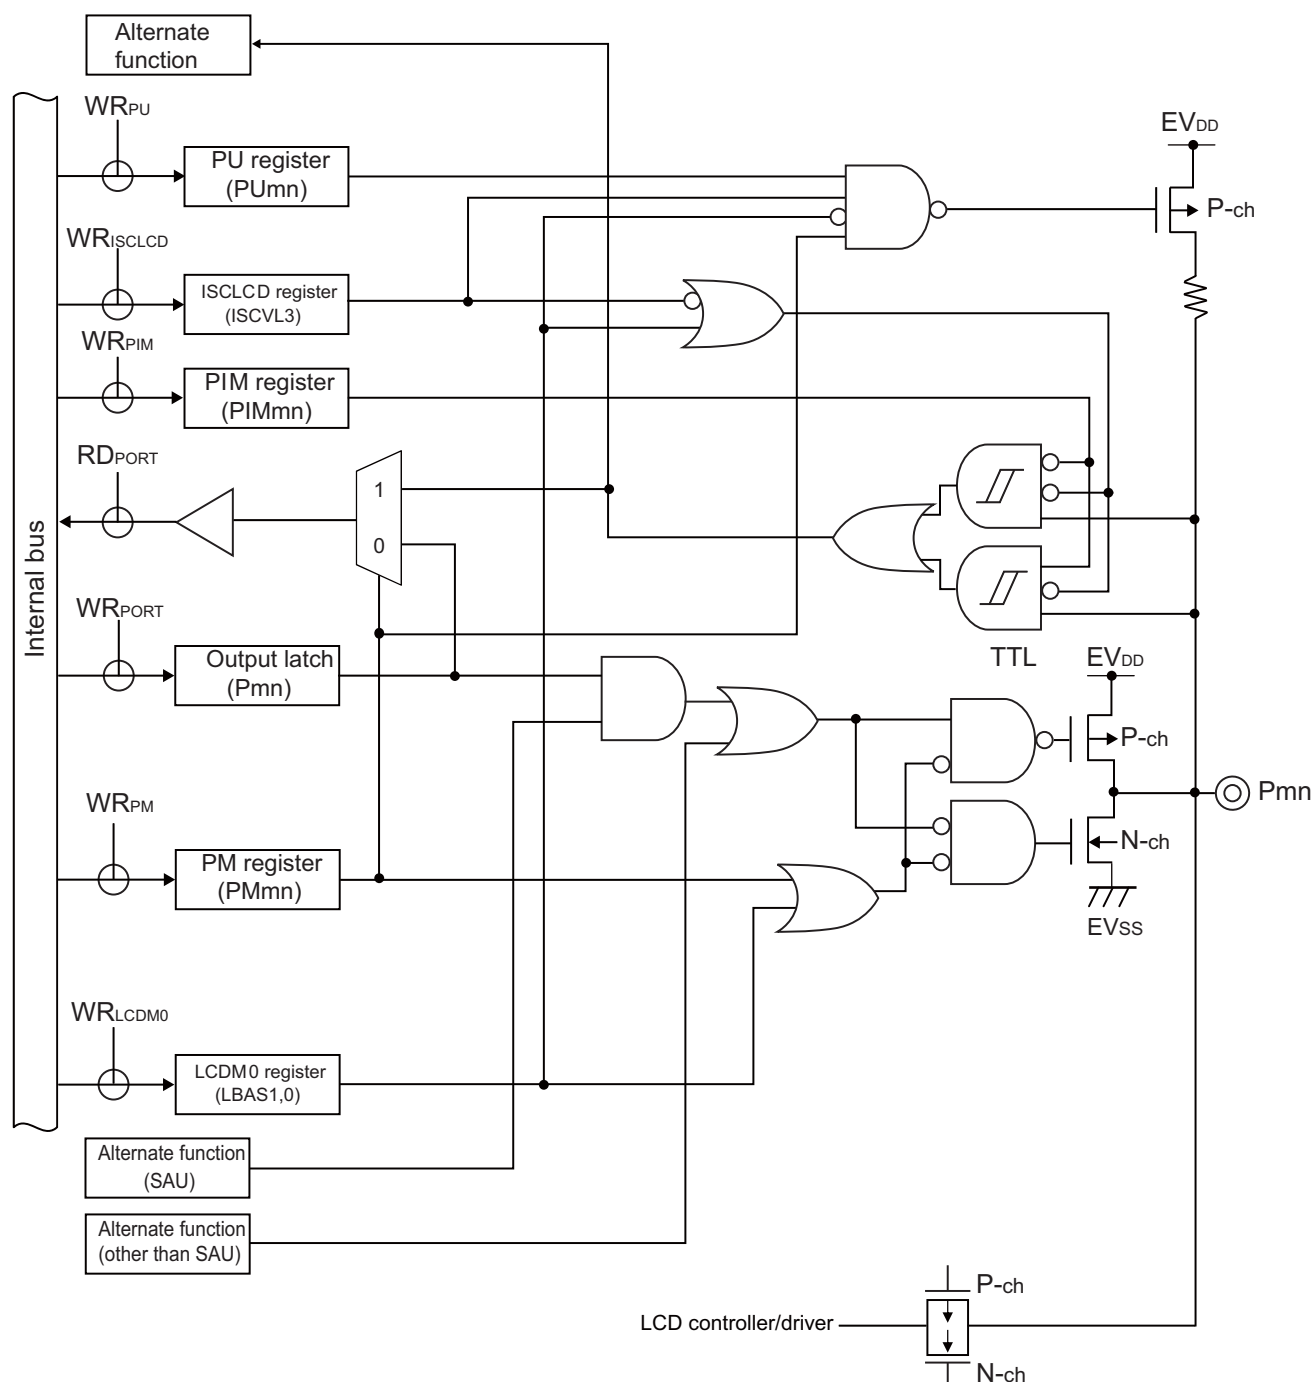 Alternate
function
WRPU
PU register
(PUmn)
EVDD
P-ch
WRISCLCD
ISCLCD register
(ISCVL3)
WRPIM
PIM register
(PIMmn)
RDPORT
1
0
Internal bus
WRPORT
Output latch
(Pmn)
TTL
EVDD
P-ch
Pmn
WRPM
PM register
(PMmn)
N-ch
EVSS
WRLCDM0
LCDM0 register
(LBAS1,0)
Alternate function
(SAU)
Alternate function
(other than SAU)
P-ch
LCD controller/driver
N-ch